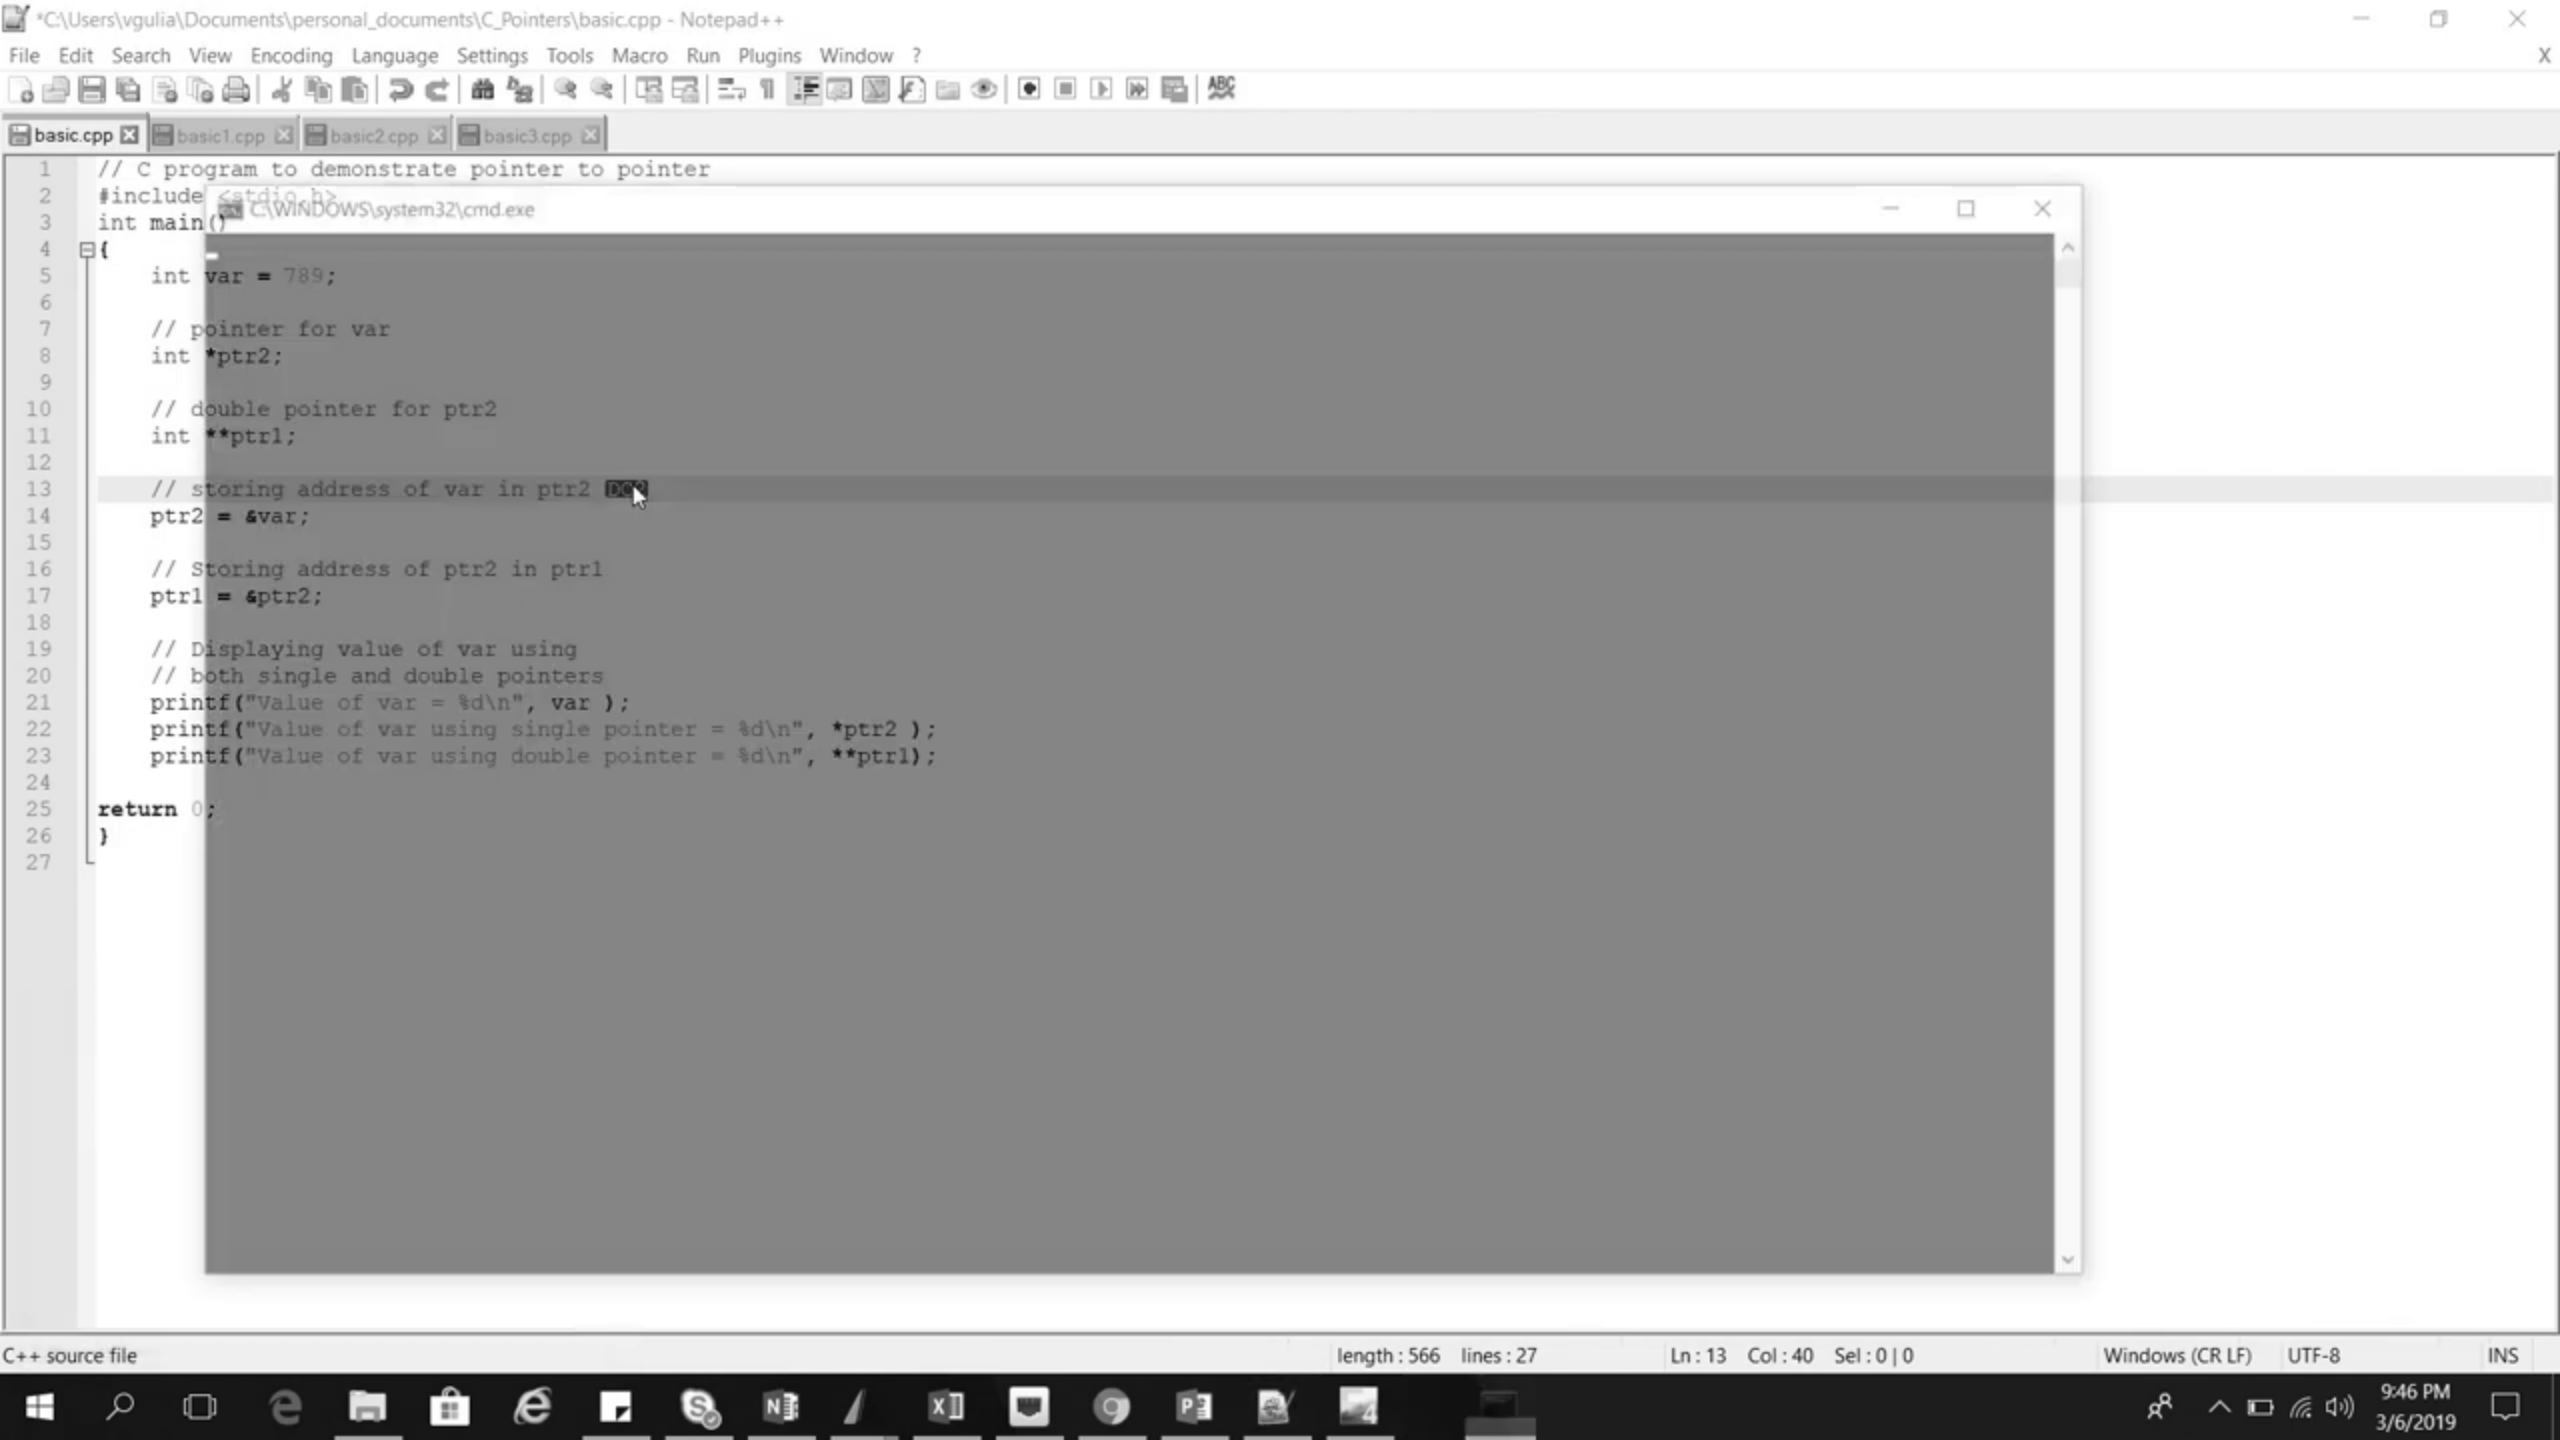 *C:\Users\vgulia\Documents\personal_documents\C_Pointers\basic.cpp - Notepad++
File Edit Search View Encoding Language Settings Tools Macro Run Plugins Window ? X
basic.cpp basic1.cpp basic2.cpp basic3.cpp
1 // C program to demonstrate pointer to pointer
2 #include <stdio.h>
C:\WINDOWS\system32\cmd.exe
3 int main()
4 {
5 int var = 789;
6
7 // pointer for var
8 int *ptr2;
9
10 // double pointer for ptr2
11 int **ptr1;
12
13 // storing address of var in ptr2
14 ptr2 = &var;
15
16 // Storing address of ptr2 in ptr1
17 ptr1 = &ptr2;
18
19 // Displaying value of var using
20 // both single and double pointers
21 printf("Value of var = %d\n", var );
22 printf("Value of var using single pointer = %d\n", *ptr2 );
23 printf("Value of var using double pointer = %d\n", **ptr1);
24
25 return 0;
26 }
27
C++ source file length : 566 lines : 27 Ln : 13 Col : 40 Sel : 0 | 0 Windows (CR LF) UTF-8 INS
9:46 PM
3/6/2019